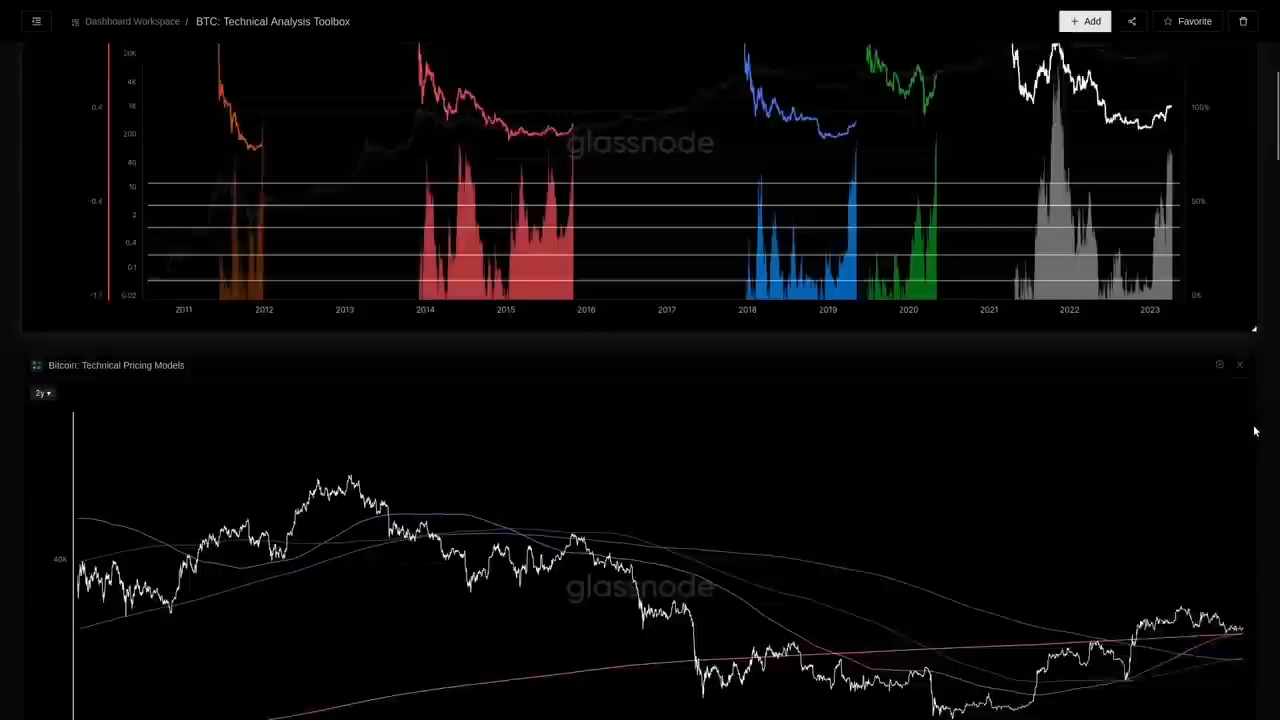 Dashboard Workspace / BTC: Technical Analysis Toolbox
+ Add
Favorite
20K
4K
1K
200
40
10
2
0.4
0.1
0.02
0.4
-0.4
-1.1
100%
50%
0%
glassnode
2011 2012 2013 2014 2015 2016 2017 2018 2019 2020 2021 2022 2023
Bitcoin: Technical Pricing Models
2y
40K
glassnode